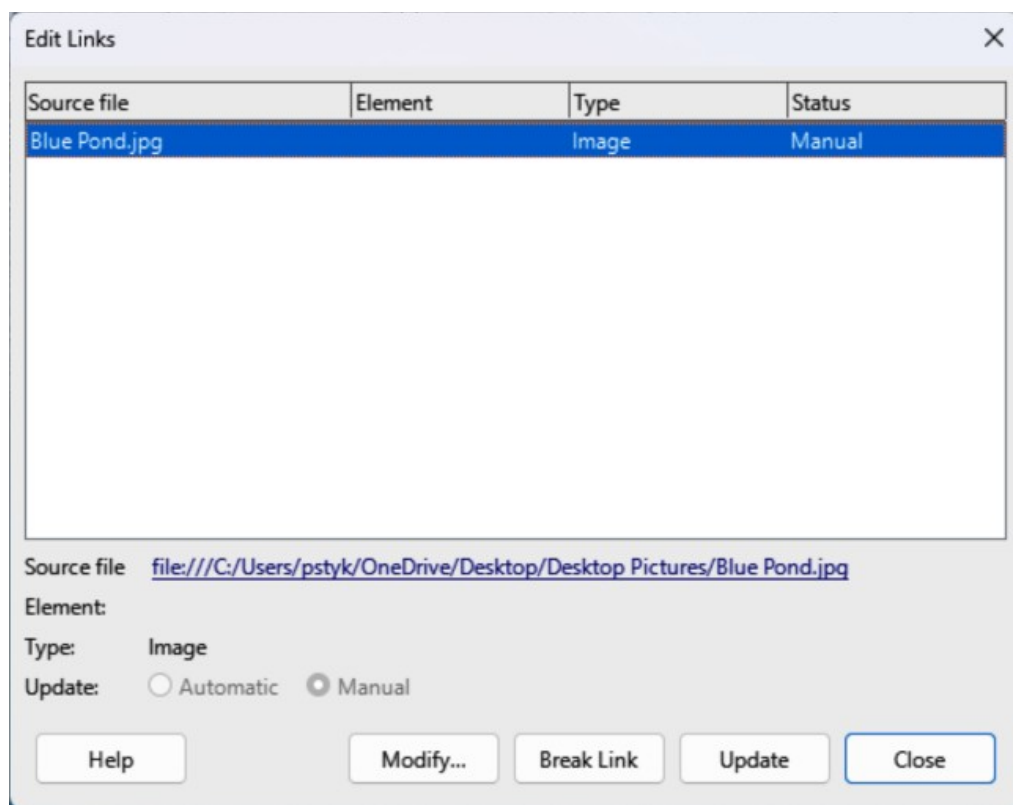 Edit Links
Source file Element Type Status
Blue Pond.jpg Image Manual
Source file file:///C:/Users/pstyk/OneDrive/Desktop/Desktop Pictures/Blue Pond.jpg
Element:
Type: Image
Update: Automatic Manual
Help Modify... Break Link Update Close